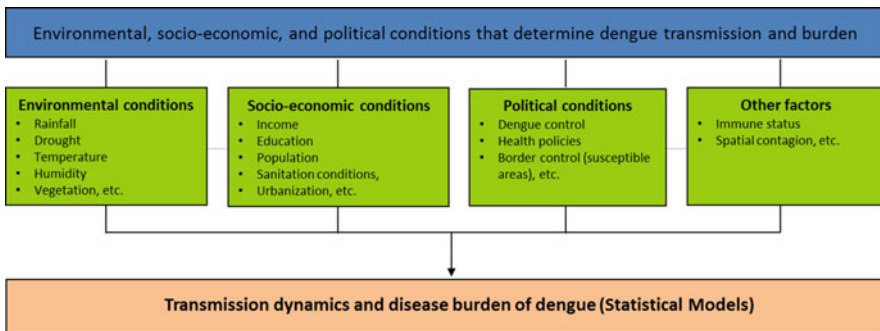 Environmental, socio-economic, and political conditions that determine dengue transmission and burden
Environmental conditions
• Rainfall
• Drought
• Temperature
• Humidity
• Vegetation, etc.
Socio-economic conditions
• Income
• Education
• Population
• Sanitation conditions,
• Urbanization, etc.
Political conditions
• Dengue control
• Health policies
• Border control (susceptible
areas), etc.
Other factors
• Immune status
• Spatial contagion, etc.
Transmission dynamics and disease burden of dengue (Statistical Models)